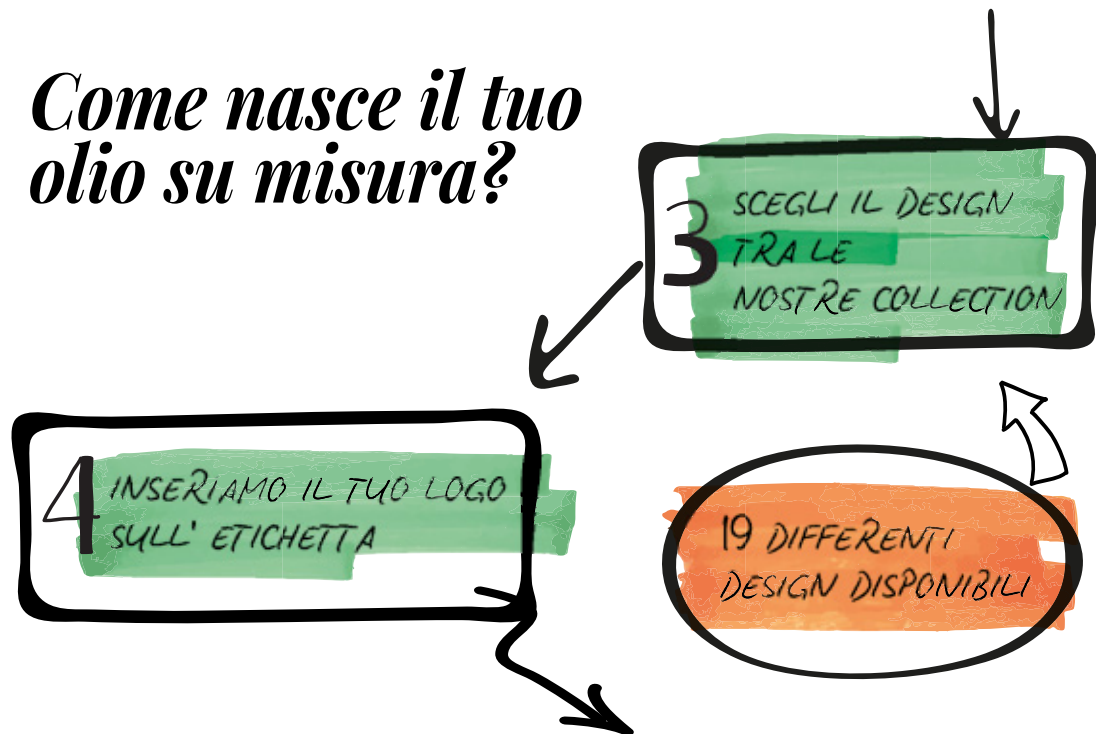 Come nasce il tuo
olio su misura?
3
SCEGLI IL DESIGN
TRA LE
NOSTRE COLLECTION
4
INSERIAMO IL TUO LOGO
SULL' ETICHETTA
19 DIFFERENTI
DESIGN DISPONIBILI